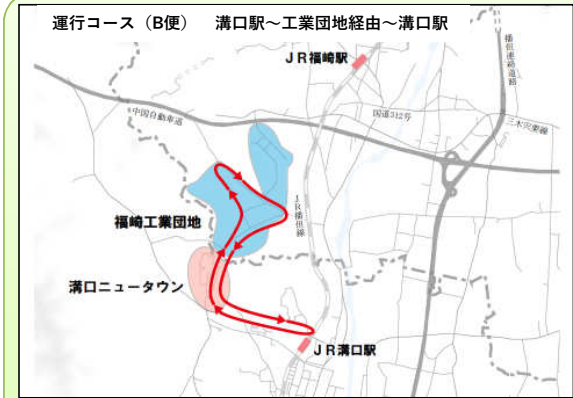 運行コース（B便）　溝口駅～工業団地経由～溝口駅
ＪＲ福崎駅
播但連絡道路
中国自動車道
国道312号
三木宍粟線
福崎工業団地
ＪＲ播但線
溝口ニュータウン
ＪＲ溝口駅